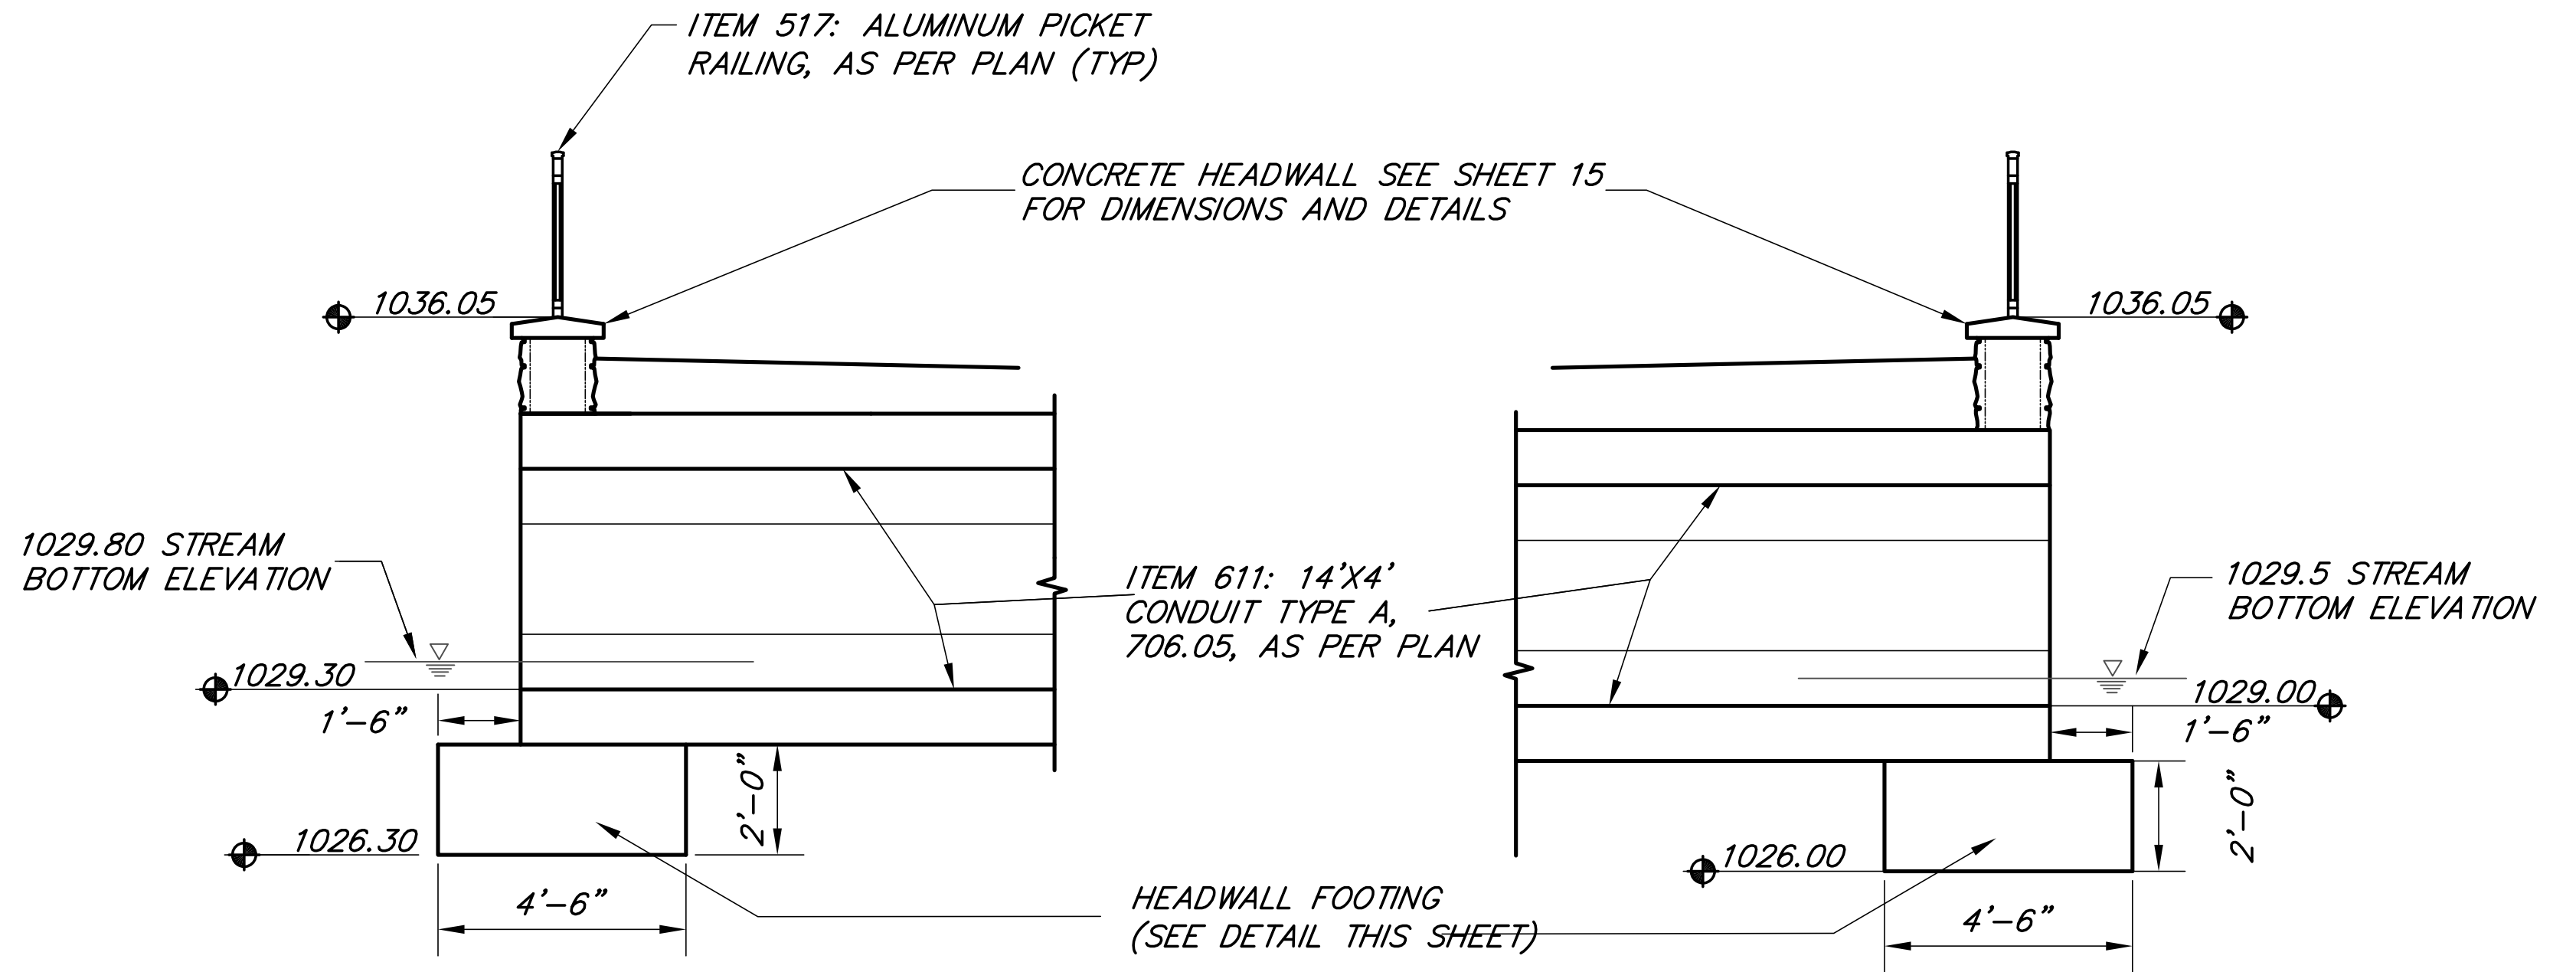 ITEM 517: ALUMINUM PICKET
RAILING, AS PER PLAN (TYP)
CONCRETE HEADWALL SEE SHEET 15
FOR DIMENSIONS AND DETAILS
1036.05
1036.05
1029.80 STREAM
BOTTOM ELEVATION
ITEM 611: 14'X4'
CONDUIT TYPE A,
706.05, AS PER PLAN
1029.5 STREAM
BOTTOM ELEVATION
1029.30
1029.00
1'-6"
1'-6"
2'-0"
2'-0"
1026.30
1026.00
4'-6"
4'-6"
HEADWALL FOOTING
(SEE DETAIL THIS SHEET)